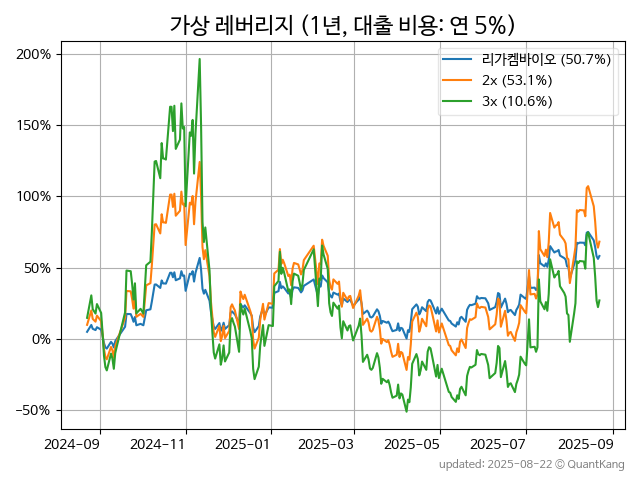 가상 레버리지 (1년, 대출 비용: 연 5%)
리가켐바이오 (50.7%)
2x (53.1%)
3x (10.6%)
200%
150%
100%
50%
0%
−50%
2024-09 2024-11 2025-01 2025-03 2025-05 2025-07 2025-09
updated: 2025-08-22 © QuantKang